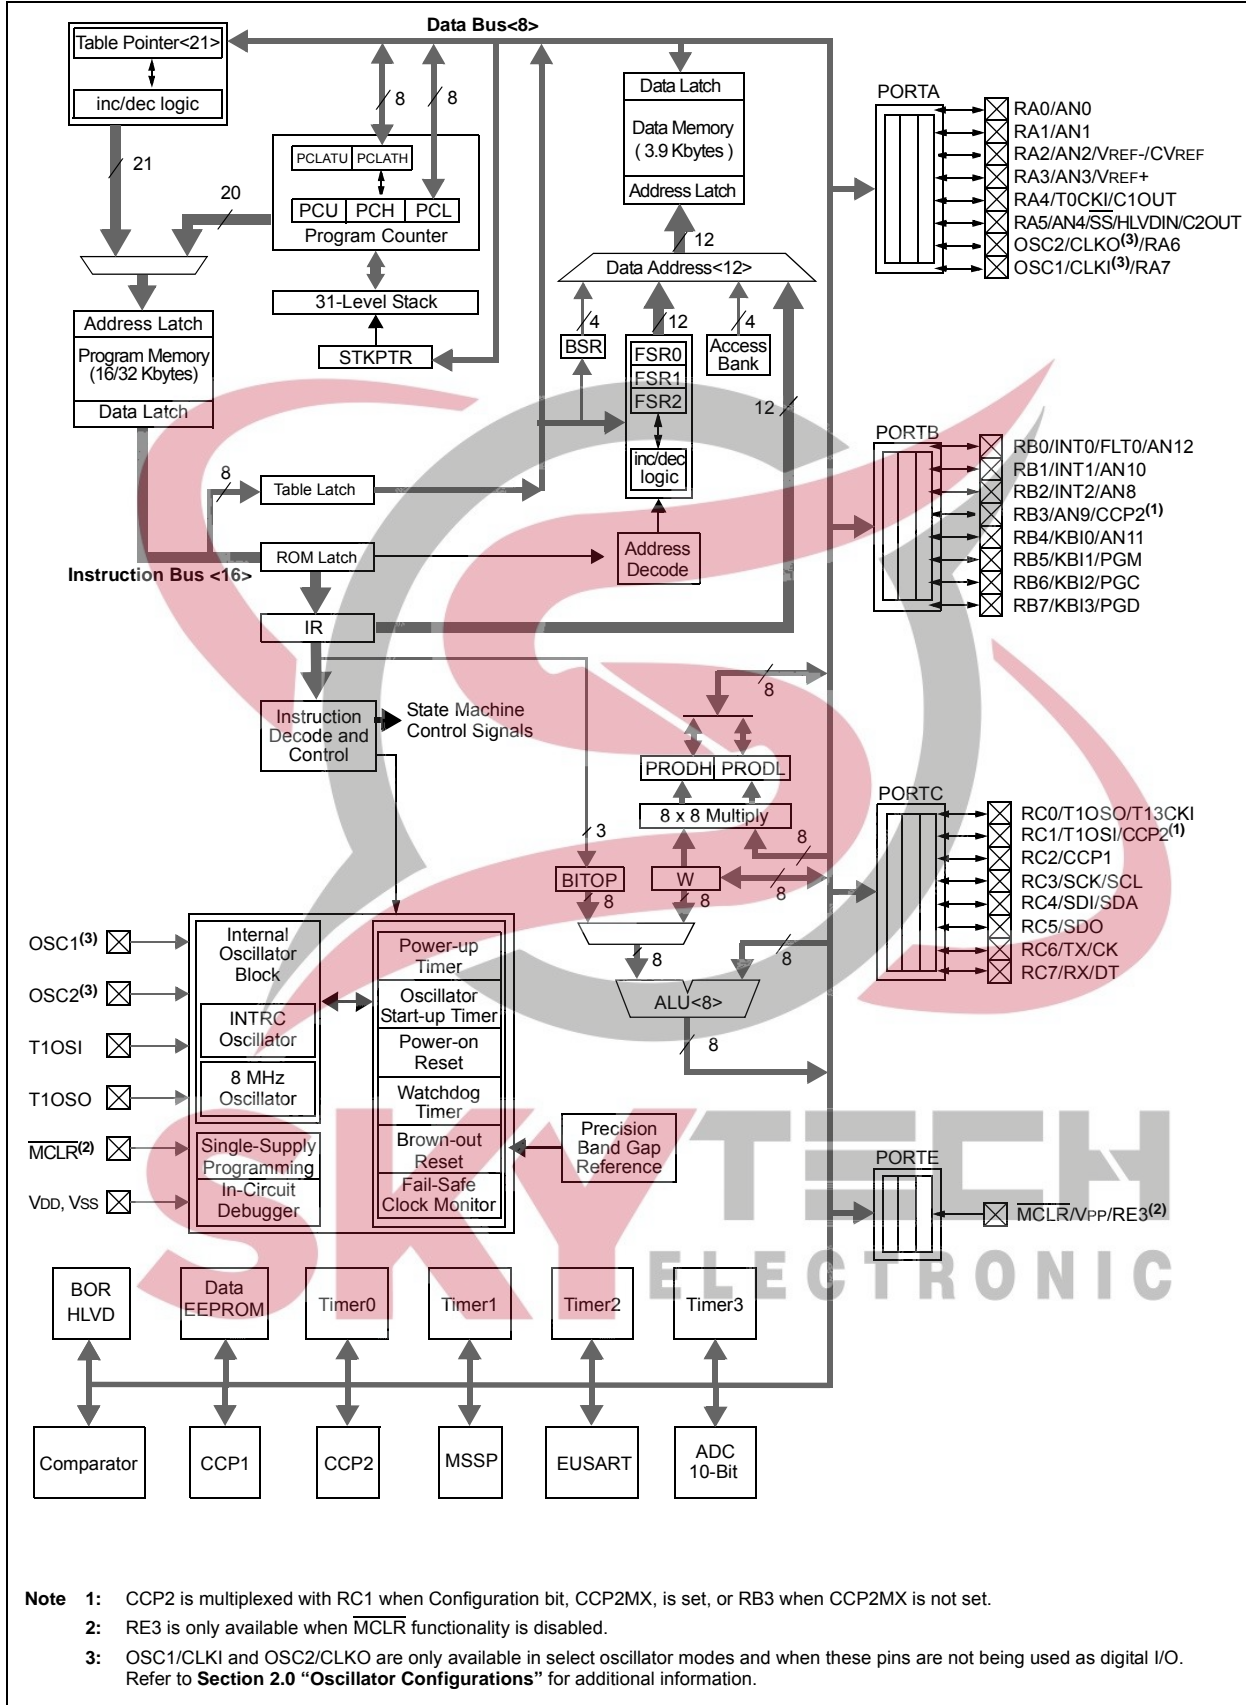 Data Bus<8>
Table Pointer<21>
inc/dec logic
21
20
8
8
PCLATU PCLATH
PCU PCH PCL
Program Counter
31-Level Stack
STKPTR
Address Latch
Program Memory
(16/32 Kbytes)
Data Latch
Data Latch
Data Memory
( 3.9 Kbytes )
Address Latch
12
Data Address<12>
4
12
4
BSR
FSR0
FSR1
FSR2
Access
Bank
inc/dec
logic
12
8
Table Latch
ROM Latch
Instruction Bus <16>
Address
Decode
IR
Instruction
Decode and
Control
State Machine
Control Signals
8
PRODH PRODL
8 x 8 Multiply
3
8
BITOP
W
8
8
8
8
8
ALU<8>
8
PORTA
RA0/AN0
RA1/AN1
RA2/AN2/VREF-/CVREF
RA3/AN3/VREF+
RA4/T0CKI/C1OUT
RA5/AN4/SS/HLVDIN/C2OUT
OSC2/CLKO(3)/RA6
OSC1/CLKI(3)/RA7
PORTB
RB0/INT0/FLT0/AN12
RB1/INT1/AN10
RB2/INT2/AN8
RB3/AN9/CCP2(1)
RB4/KBI0/AN11
RB5/KBI1/PGM
RB6/KBI2/PGC
RB7/KBI3/PGD
PORTC
RC0/T1OSO/T13CKI
RC1/T1OSI/CCP2(1)
RC2/CCP1
RC3/SCK/SCL
RC4/SDI/SDA
RC5/SDO
RC6/TX/CK
RC7/RX/DT
PORTE
MCLR/VPP/RE3(2)
OSC1(3)
OSC2(3)
T1OSI
T1OSO
MCLR(2)
VDD, VSS
Internal
Oscillator
Block
INTRC
Oscillator
8 MHz
Oscillator
Single-Supply
Programming
In-Circuit
Debugger
Power-up
Timer
Oscillator
Start-up Timer
Power-on
Reset
Watchdog
Timer
Brown-out
Reset
Fail-Safe
Clock Monitor
Precision
Band Gap
Reference
SKYTECH
ELECTRONIC
BOR
HLVD
Data
EEPROM
Timer0
Timer1
Timer2
Timer3
Comparator
CCP1
CCP2
MSSP
EUSART
ADC
10-Bit
Note 1: CCP2 is multiplexed with RC1 when Configuration bit, CCP2MX, is set, or RB3 when CCP2MX is not set.
2: RE3 is only available when MCLR functionality is disabled.
3: OSC1/CLKI and OSC2/CLKO are only available in select oscillator modes and when these pins are not being used as digital I/O.
Refer to Section 2.0 “Oscillator Configurations” for additional information.